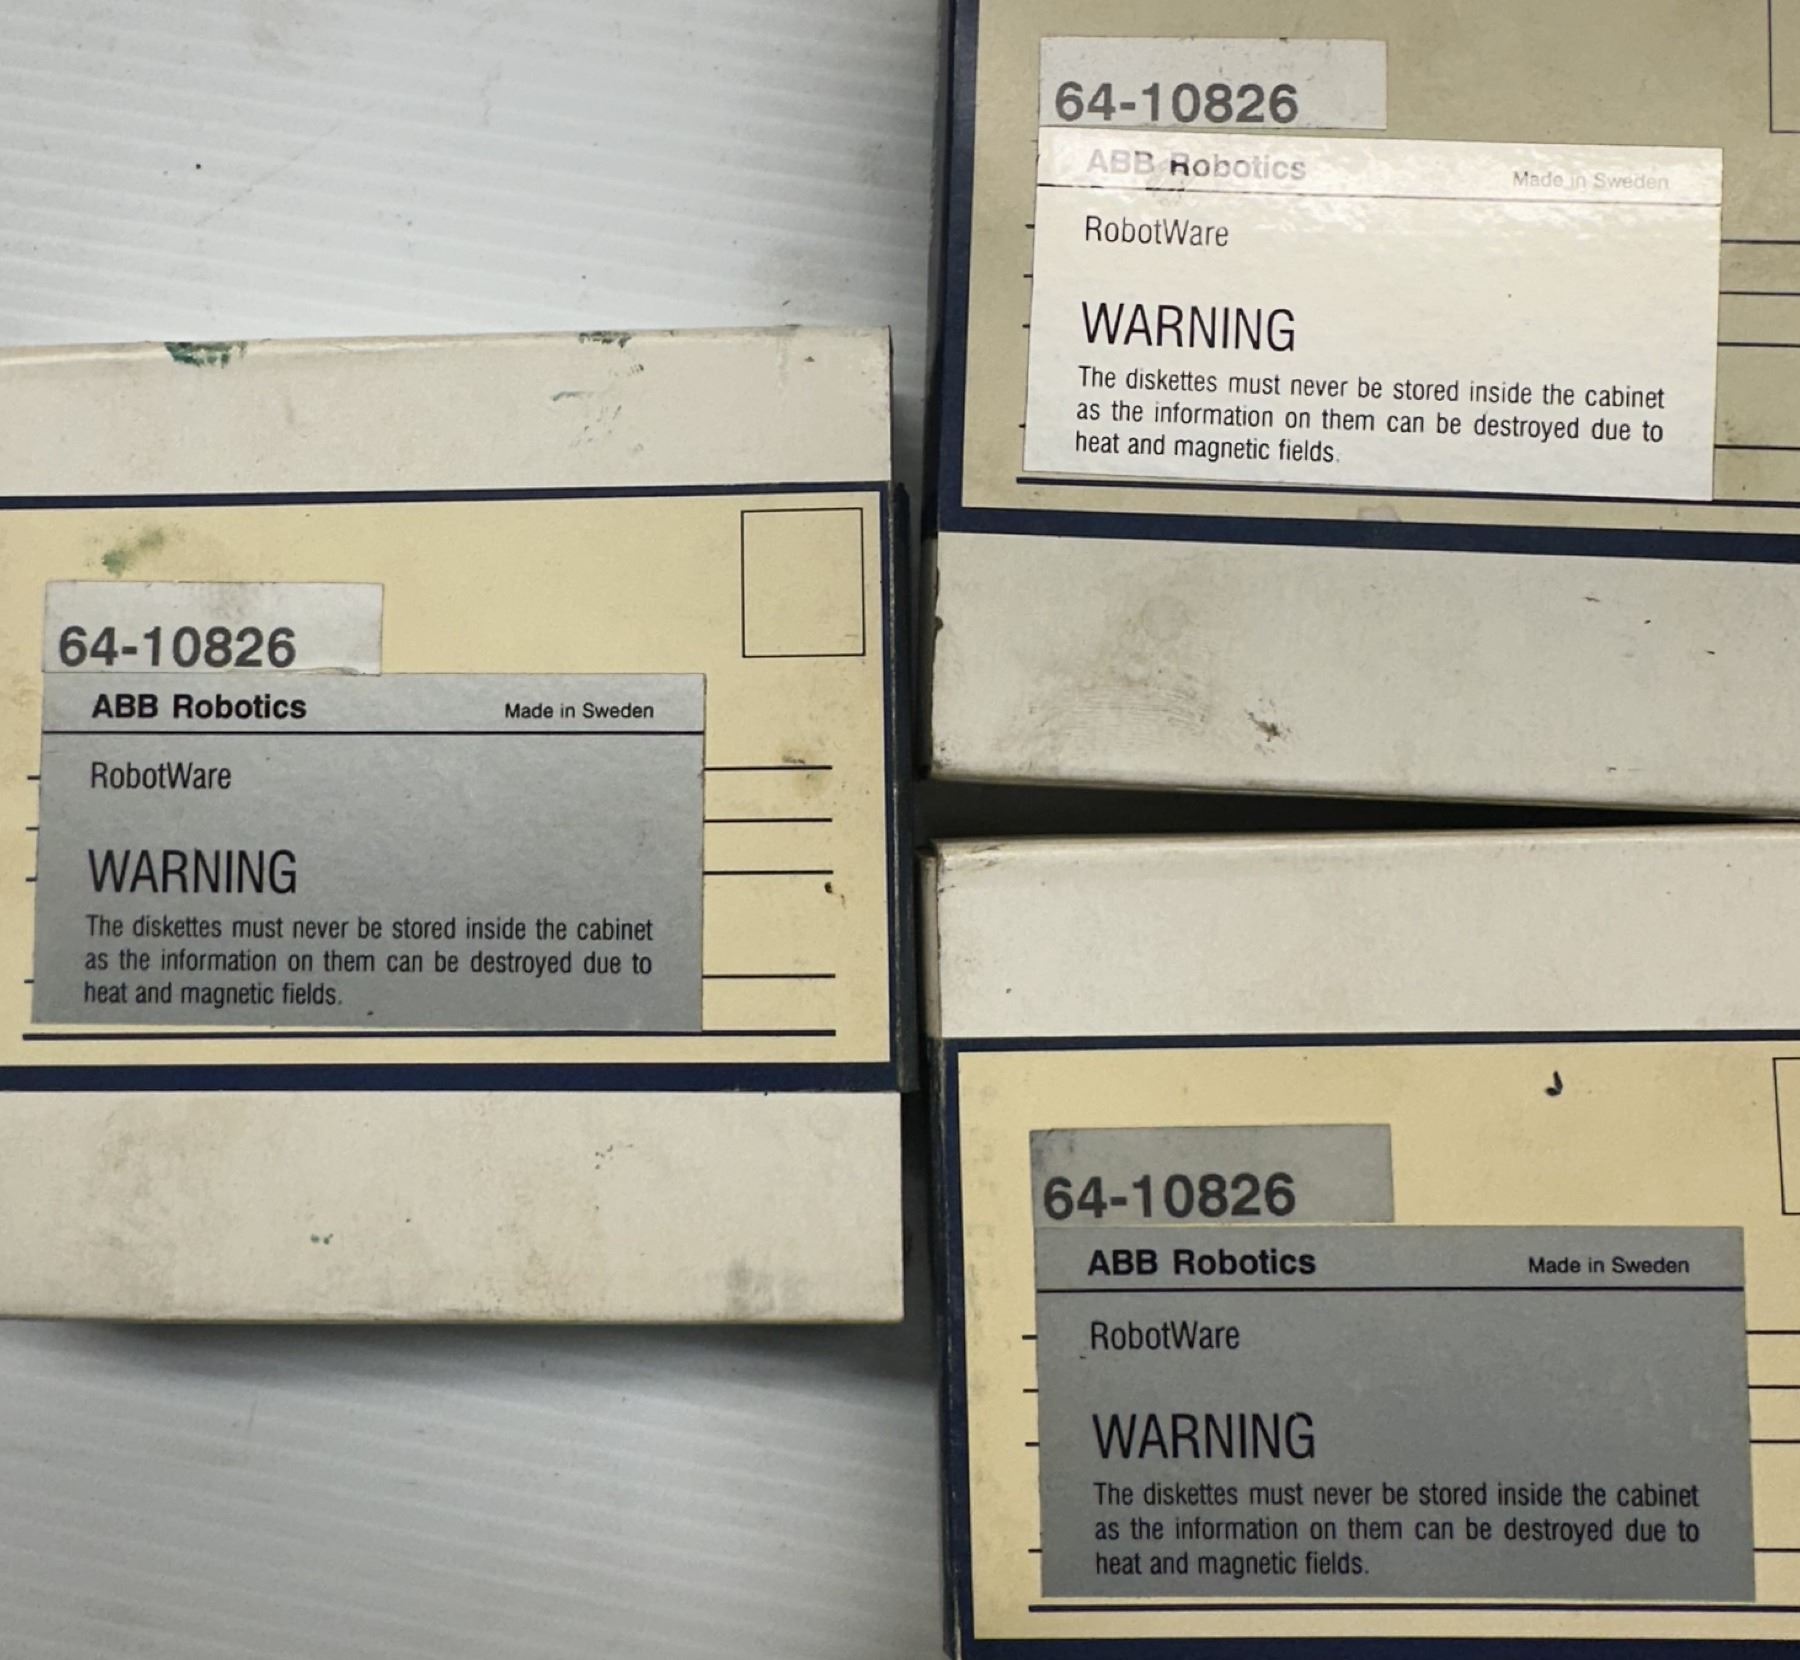 64-10826
ABB Robotics Made in Sweden
RobotWare
WARNING
The diskettes must never be stored inside the cabinet
as the information on them can be destroyed due to
heat and magnetic fields.
64-10826
ABB Robotics Made in Sweden
RobotWare
WARNING
The diskettes must never be stored inside the cabinet
as the information on them can be destroyed due to
heat and magnetic fields.
64-10826
ABB Robotics Made in Sweden
RobotWare
WARNING
The diskettes must never be stored inside the cabinet
as the information on them can be destroyed due to
heat and magnetic fields.